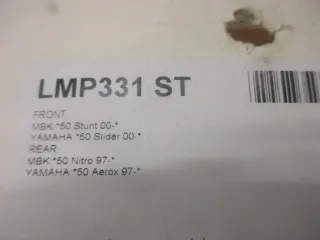 LMP331 ST
FRONT
MBK *50 Stunt 00-*
YAMAHA *50 Slider 00-*
REAR:
MBK *50 Nitro 97-*
YAMAHA *50 Aerox 97-*